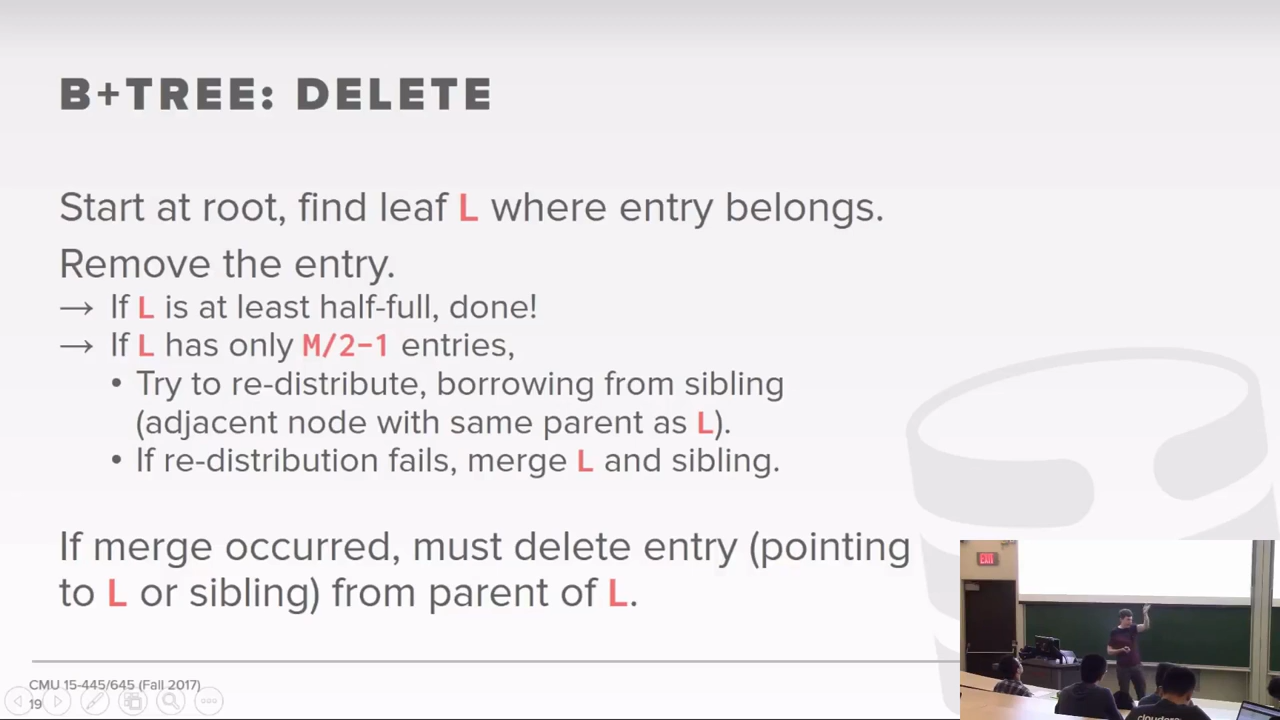 B+TREE: DELETE
Start at root, find leaf L where entry belongs.
Remove the entry.
→ If L is at least half-full, done!
→ If L has only M/2-1 entries,
• Try to re-distribute, borrowing from sibling
(adjacent node with same parent as L).
• If re-distribution fails, merge L and sibling.
If merge occurred, must delete entry (pointing
to L or sibling) from parent of L.
CMU 15-445/645 (Fall 2017)
19
EXIT